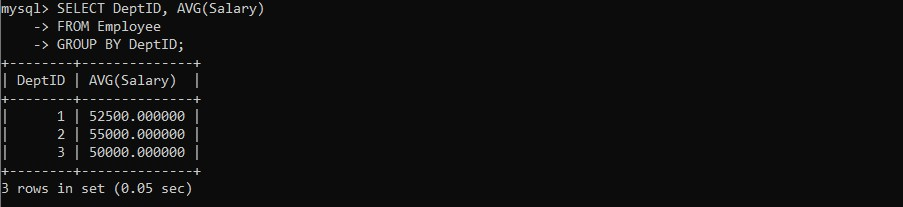 mysql> SELECT DeptID, AVG(Salary)
    -> FROM Employee
    -> GROUP BY DeptID;
+--------+--------------+
| DeptID | AVG(Salary)  |
+--------+--------------+
|      1 | 52500.000000 |
|      2 | 55000.000000 |
|      3 | 50000.000000 |
+--------+--------------+
3 rows in set (0.05 sec)